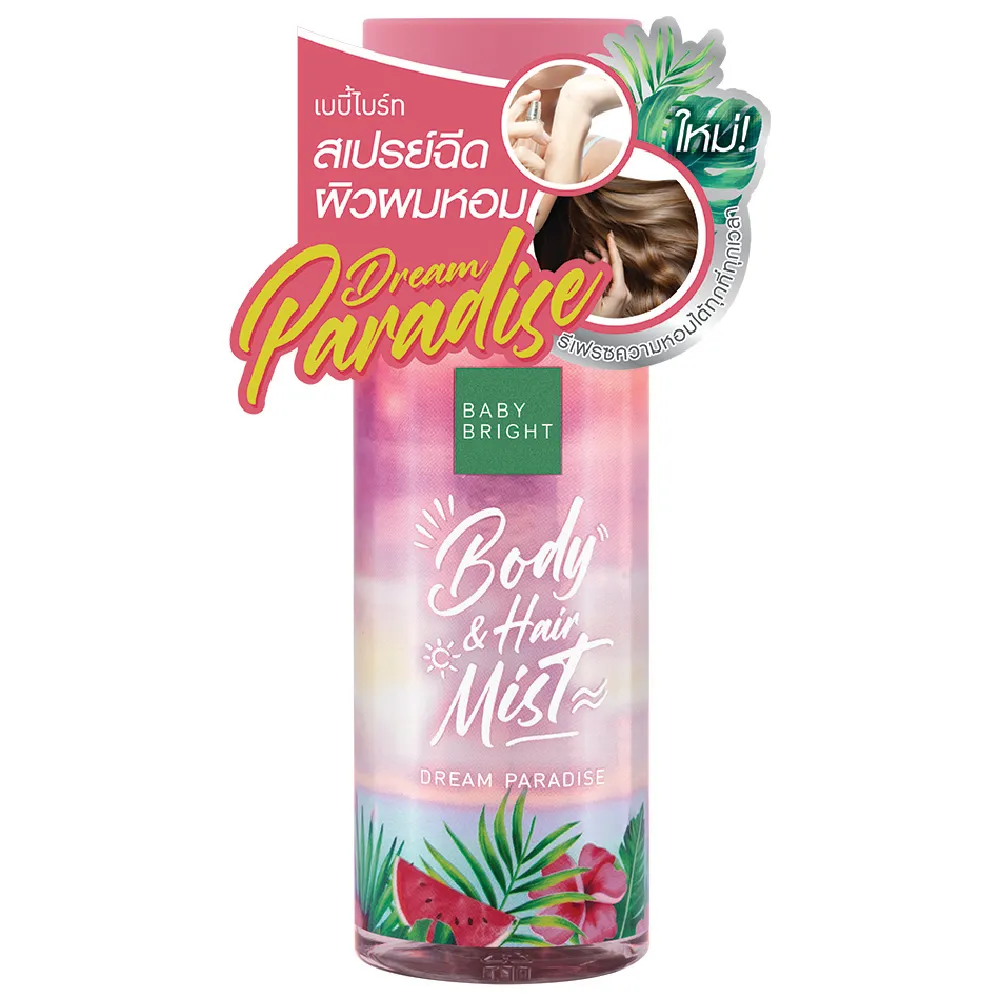 เบบี้ไบร์ท
สเปรย์ฉีด
ผิวผมหอม
Dream
Paradise
ใหม่!
รีเฟรชความหอมได้ทุกที่ทุกเวลา
BABY
BRIGHT
Body
& Hair
Mist
DREAM PARADISE